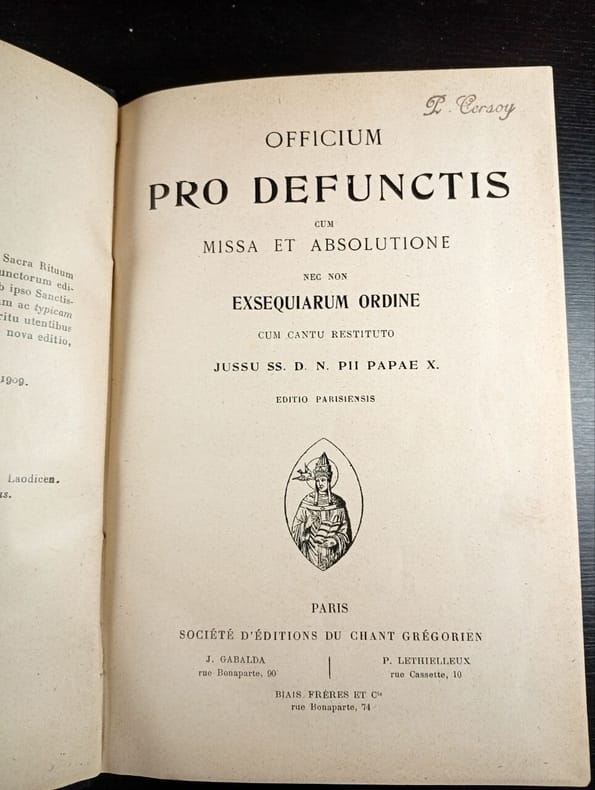 Sacra Rituum
unctorum edi-
ipso Sanctis-
ac typicam
ritu utentibus
nova editio,
1909.
Laodicen.
P. Cersoy
OFFICIUM
PRO DEFUNCTIS
CUM
MISSA ET ABSOLUTIONE
NEC NON
EXSEQUIARUM ORDINE
CUM CANTU RESTITUTO
JUSSU SS. D. N. PII PAPAE X.
EDITIO PARISIENSIS
PARIS
SOCIÉTÉ D'ÉDITIONS DU CHANT GRÉGORIEN
J. GABALDA
rue Bonaparte, 90
P. LETHIELLEUX
rue Cassette, 10
BIAIS FRÈRES ET Cie
rue Bonaparte, 74